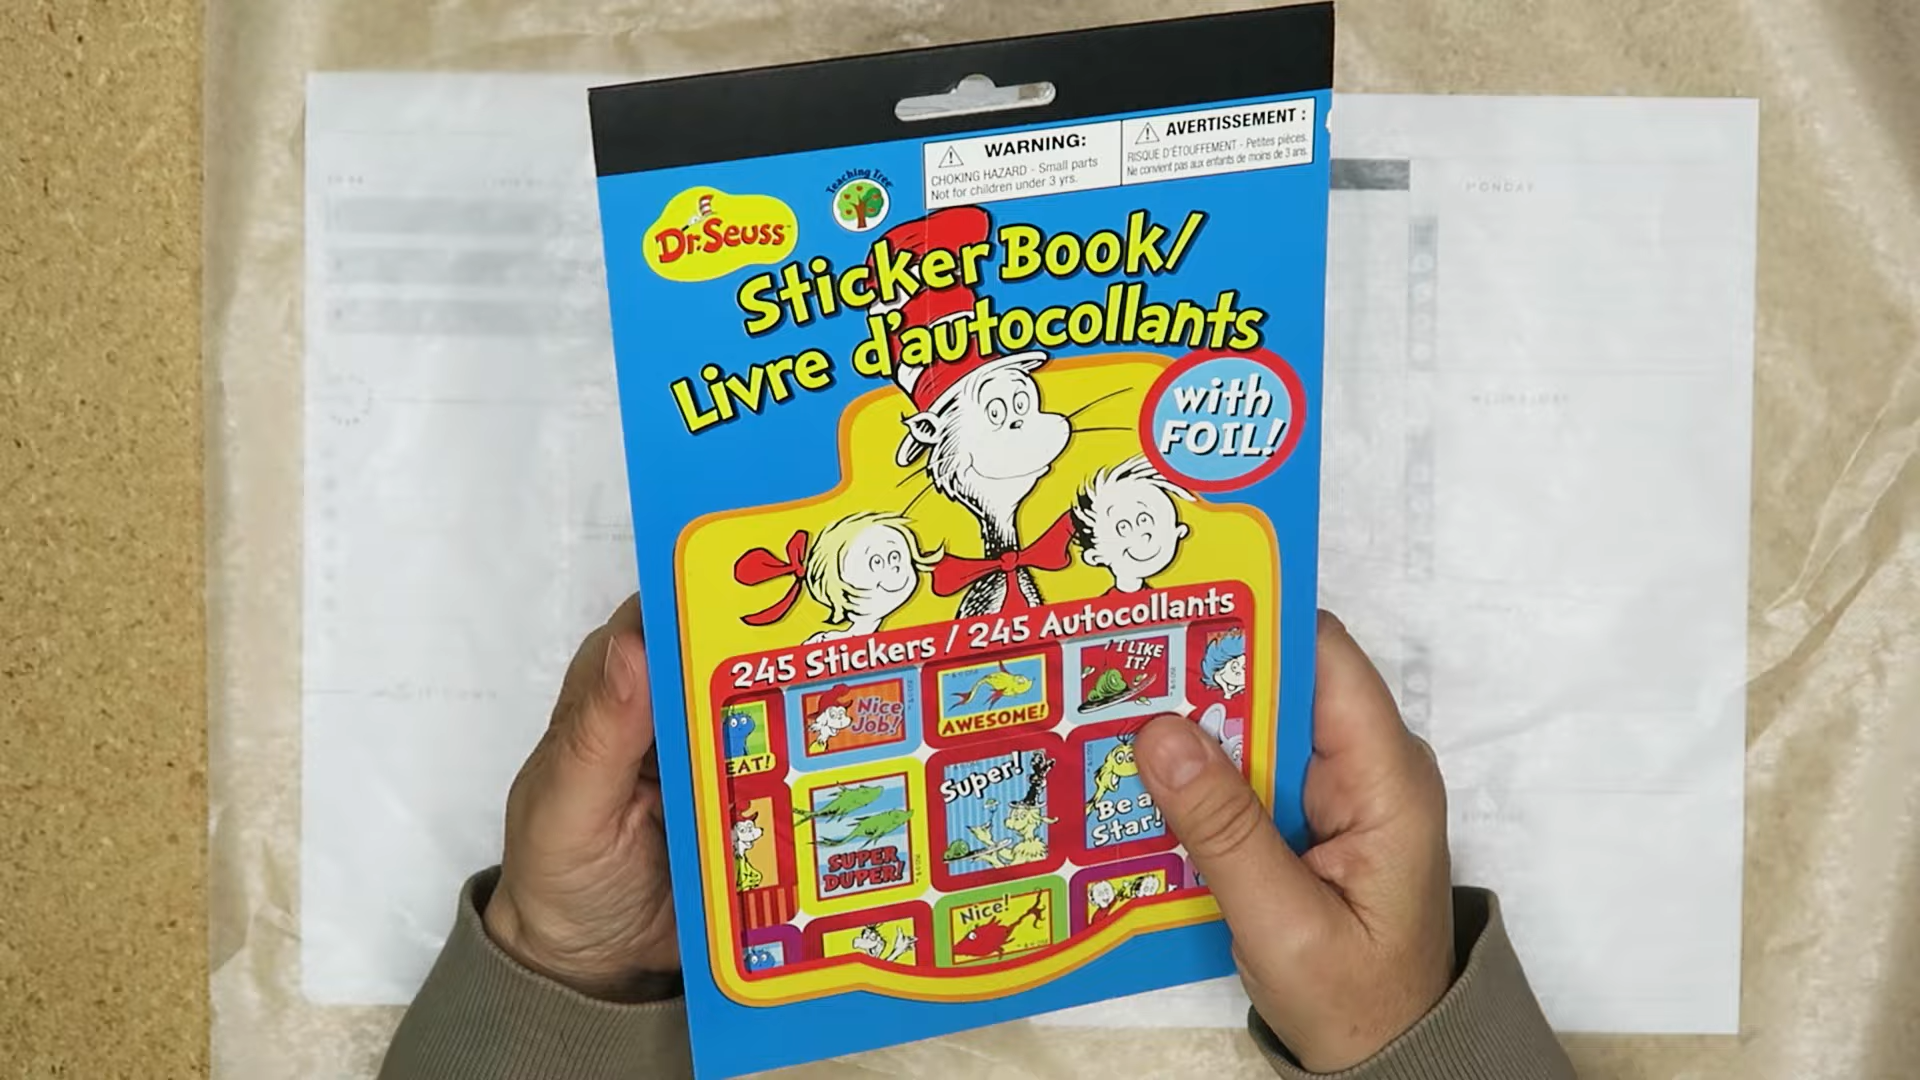 WARNING:
CHOKING HAZARD - Small parts
Not for children under 3 yrs.
AVERTISSEMENT :
RISQUE D'ÉTOUFFEMENT - Petites pièces.
Ne convient pas aux enfants de moins de 3 ans.
Teaching Tree
Dr. Seuss
Sticker Book/
Livre d'autocollants
with
FOIL!
245 Stickers / 245 Autocollants
EAT!
Nice
Job!
AWESOME!
I LIKE
IT!
SUPER
DUPER!
Super!
Be a
Star!
Nice!
MONDAY